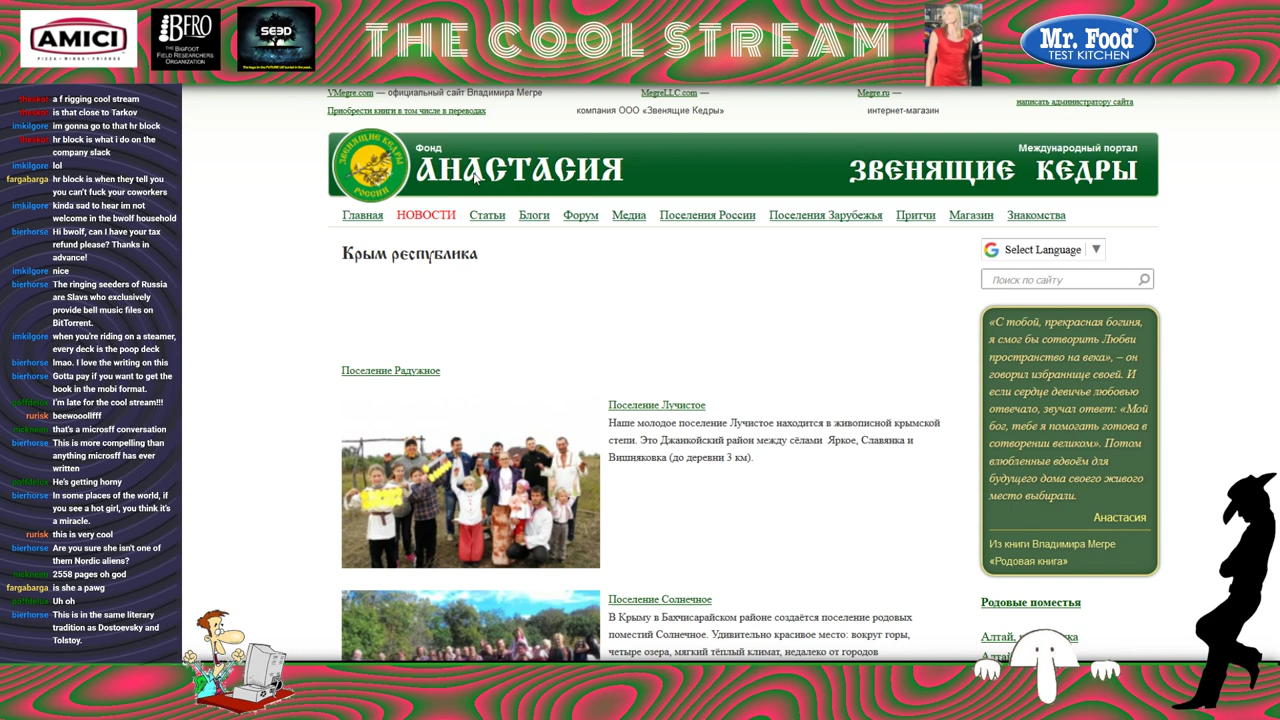 AMICI
PIZZA • WINGS • FRIENDS
BFRO
THE BIGFOOT
FIELD RESEARCHERS
ORGANIZATION
SEED
THE COOL STREAM
Mr. Food
TEST KITCHEN
theskot a f rigging cool stream
theskot is that close to Tarkov
imkilgore im gonna go to that hr block
theskot hr block is what i do on the
company slack
imkilgore lol
fargabarga hr block is when they tell you
you can't fuck your coworkers
imkilgore kinda sad to hear im not
welcome in the bwolf household
bierhorse Hi bwolf, can I have your tax
refund please? Thanks in
advance!
imkilgore nice
bierhorse The ringing seeders of Russia
are Slavs who exclusively
provide bell music files on
BitTorrent.
imkilgore when you're riding on a steamer,
every deck is the poop deck
bierhorse lmao. I love the writing on this
bierhorse Gotta pay if you want to get the
book in the mobi format.
I'm late for the cool stream!!!
rurisk beewooollfff
that's a microsff conversation
bierhorse This is more compelling than
anything microsff has ever
written
He's getting horny
bierhorse In some places of the world, if
you see a hot girl, you think it's
a miracle.
rurisk this is very cool
bierhorse Are you sure she isn't one of
them Nordic aliens?
2558 pages oh god
fargabarga is she a pawg
Uh oh
bierhorse This is in the same literary
tradition as Dostoevsky and
Tolstoy.
VMegre.com — официальный сайт Владимира Мегре
Приобрести книги в том числе в переводах
MegreLLC.com —
компания ООО «Звенящие Кедры»
Megre.ru —
интернет-магазин
написать администратору сайта
ЗВЕНЯЩИЕ КЕДРЫ
РОССИИ
Фонд
АНАСТАСИЯ
Международный портал
ЗВЕНЯЩИЕ КЕДРЫ
Главная НОВОСТИ Статьи Блоги Форум Медиа Поселения России Поселения Зарубежья Притчи Магазин Знакомства
Крым республика
Поселение Радужное
Поселение Лучистое
Наше молодое поселение Лучистое находится в живописной крымской
степи. Это Джанкойский район между сёлами Яркое, Славянка и
Вишняковка (до деревни 3 км).
Поселение Солнечное
В Крыму в Бахчисарайском районе создаётся поселение родовых
поместий Солнечное. Удивительно красивое место: вокруг горы,
четыре озера, мягкий тёплый климат, недалеко от городов
Select Language
Поиск по сайту
«С тобой, прекрасная богиня,
я смог бы сотворить Любви
пространство на века», – он
говорил избраннице своей. И
если сердце девичье любовью
отвечало, звучал ответ: «Мой
бог, тебе я помогать готова в
сотворении великом». Потом
влюбленные вдвоём для
будущего дома своего живого
место выбирали.
Анастасия
Из книги Владимира Мегре
«Родовая книга»
Родовые поместья